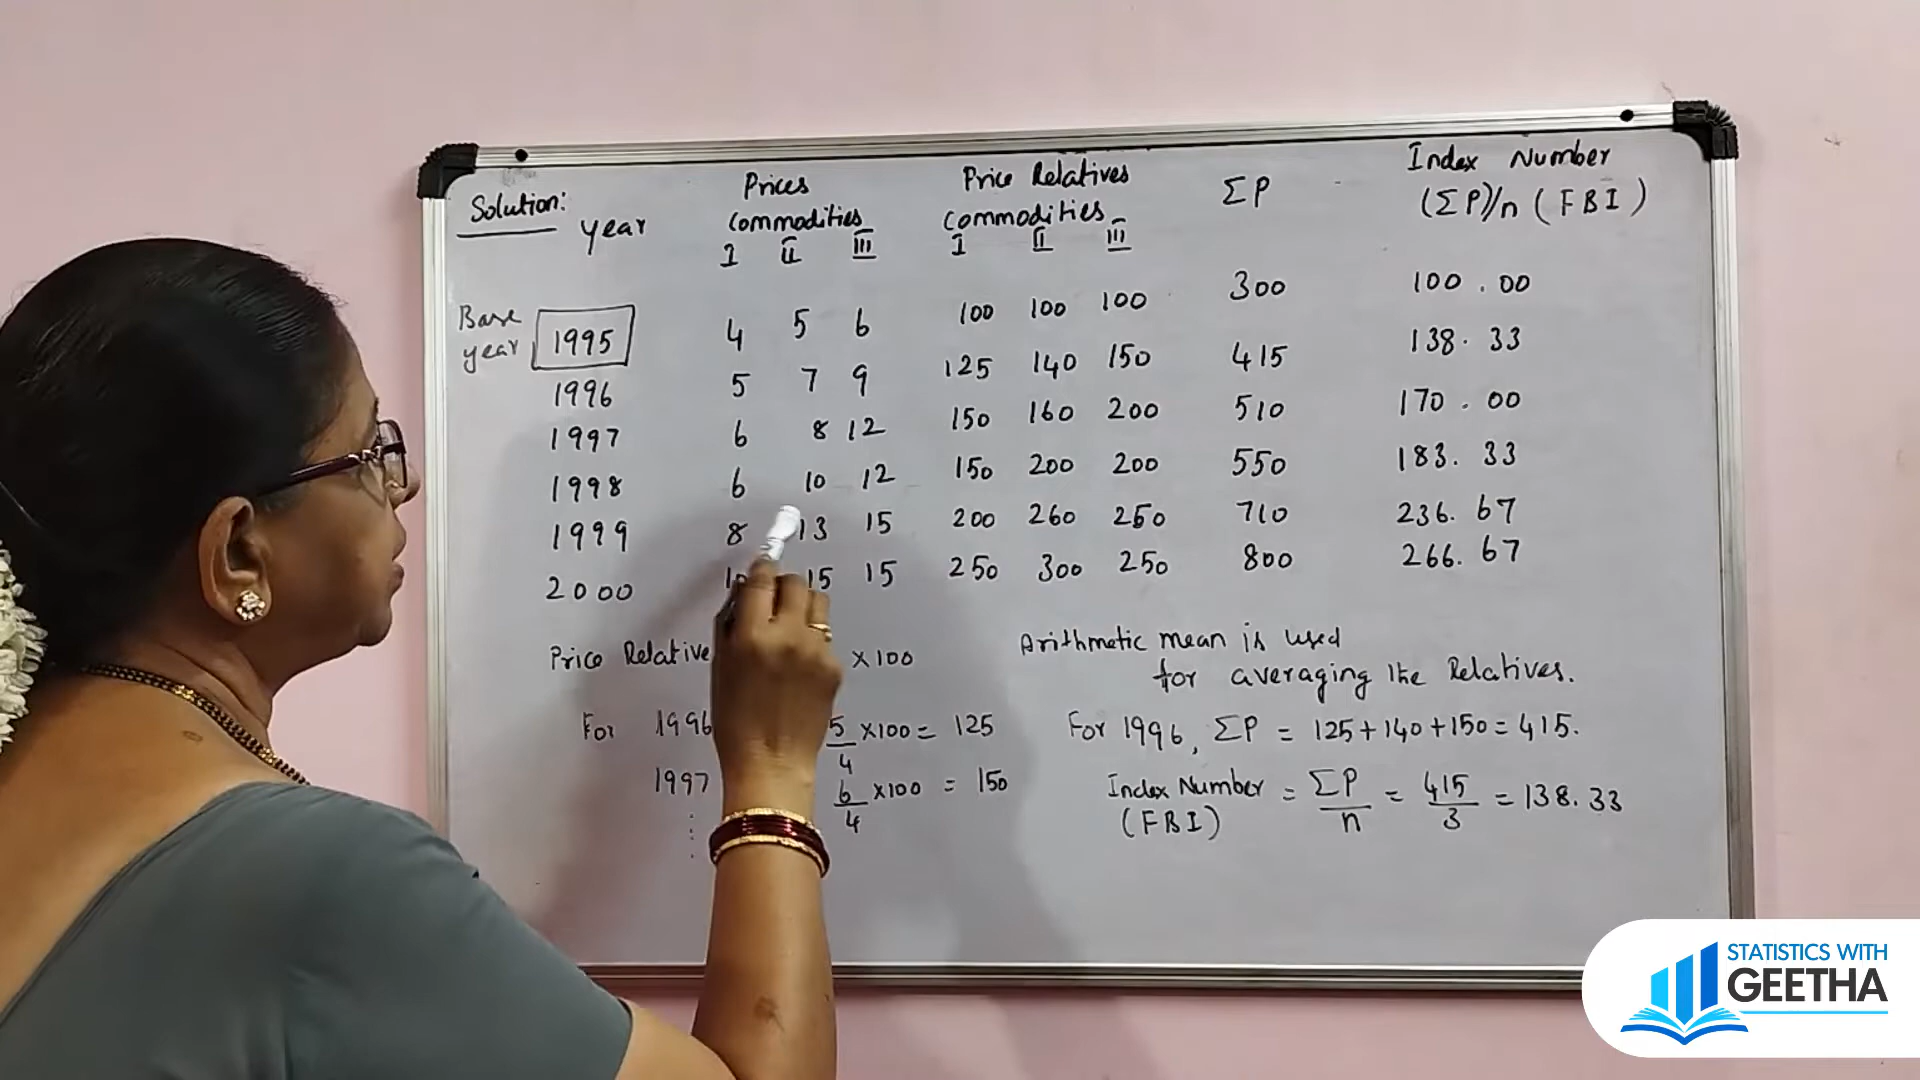 Solution: year Prices Price Relatives ΣP Index Number
commodities commodities (ΣP)/n (FBI)
I II III I II III
Base year 1995 4 5 6 100 100 100 300 100.00
1996 5 7 9 125 140 150 415 138.33
1997 6 8 12 150 160 200 510 170.00
1998 6 10 12 150 200 200 550 183.33
1999 8 13 15 200 260 250 710 236.67
2000 10 15 15 250 300 250 800 266.67
Price Relative ×100
For 1996 5/4 ×100 = 125
1997 6/4 ×100 = 150
Arithmetic mean is used
for averaging the Relatives.
For 1996, ΣP = 125+140+150 = 415.
Index Number (FBI) = ΣP/n = 415/3 = 138.33
STATISTICS WITH
GEETHA